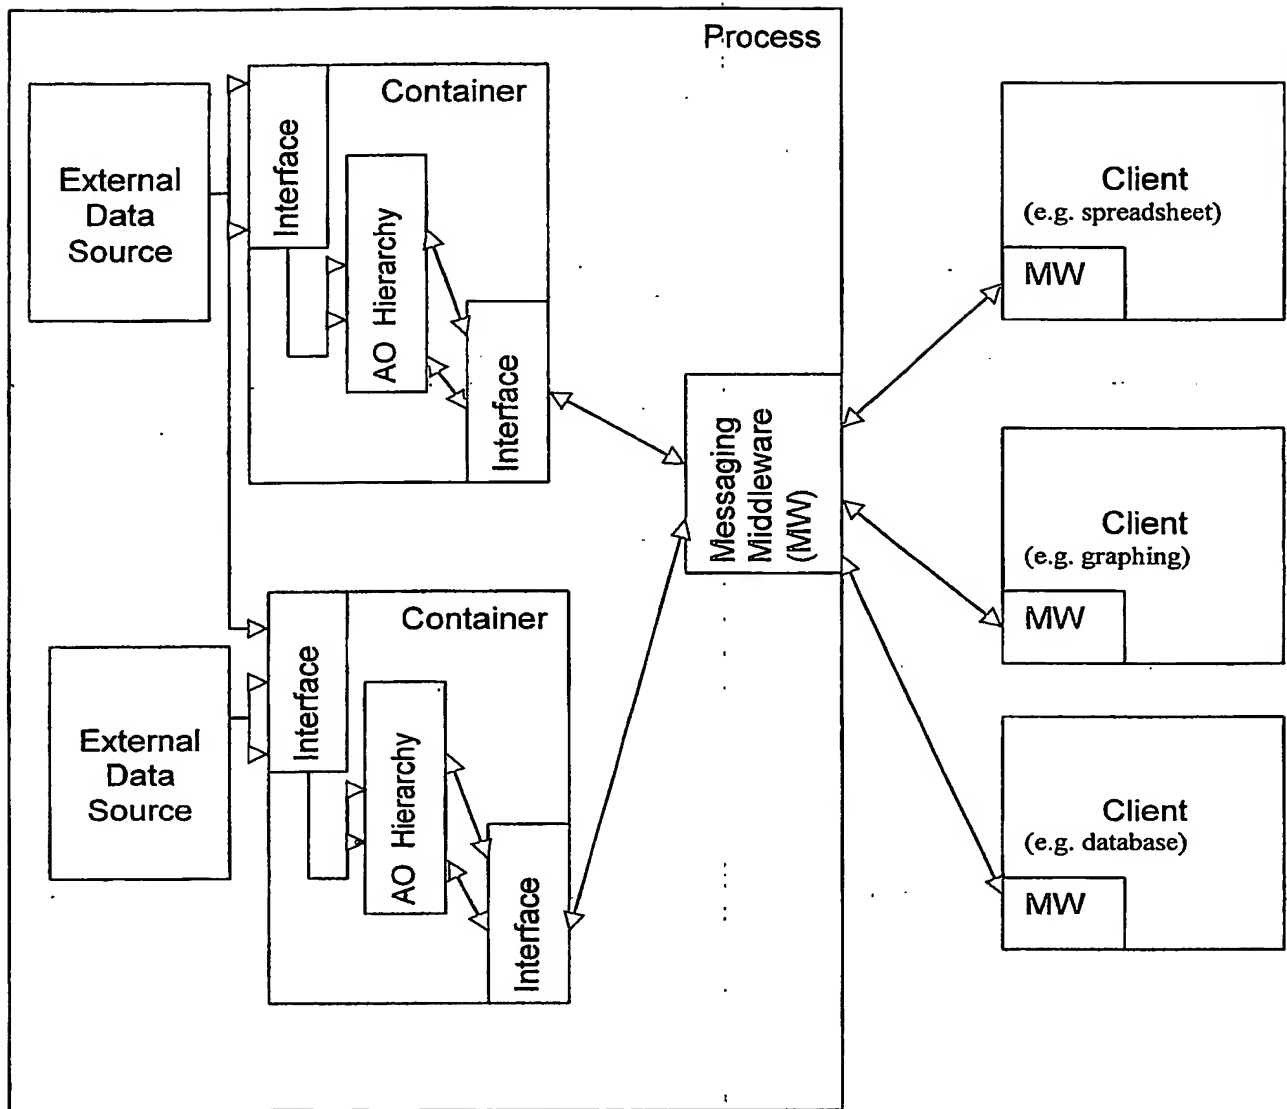 Process
External
Data
Source
Interface
Container
AO Hierarchy
Interface
Messaging
Middleware
(MW)
Client
(e.g. spreadsheet)
MW
Client
(e.g. graphing)
MW
External
Data
Source
Interface
Container
AO Hierarchy
Interface
Client
(e.g. database)
MW